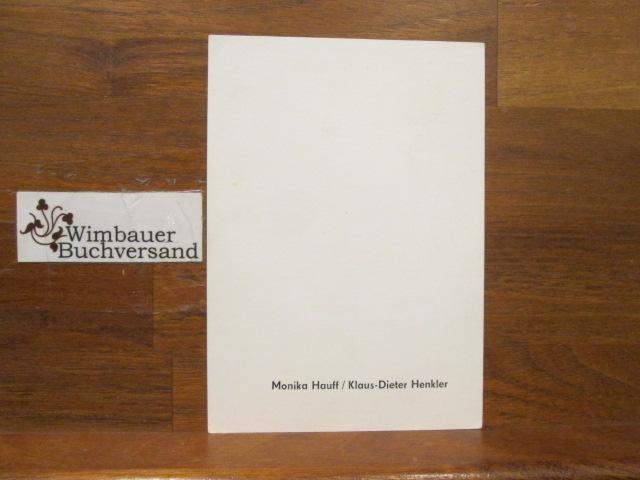 Wimbauer
Buchversand
Monika Hauff / Klaus-Dieter Henkler